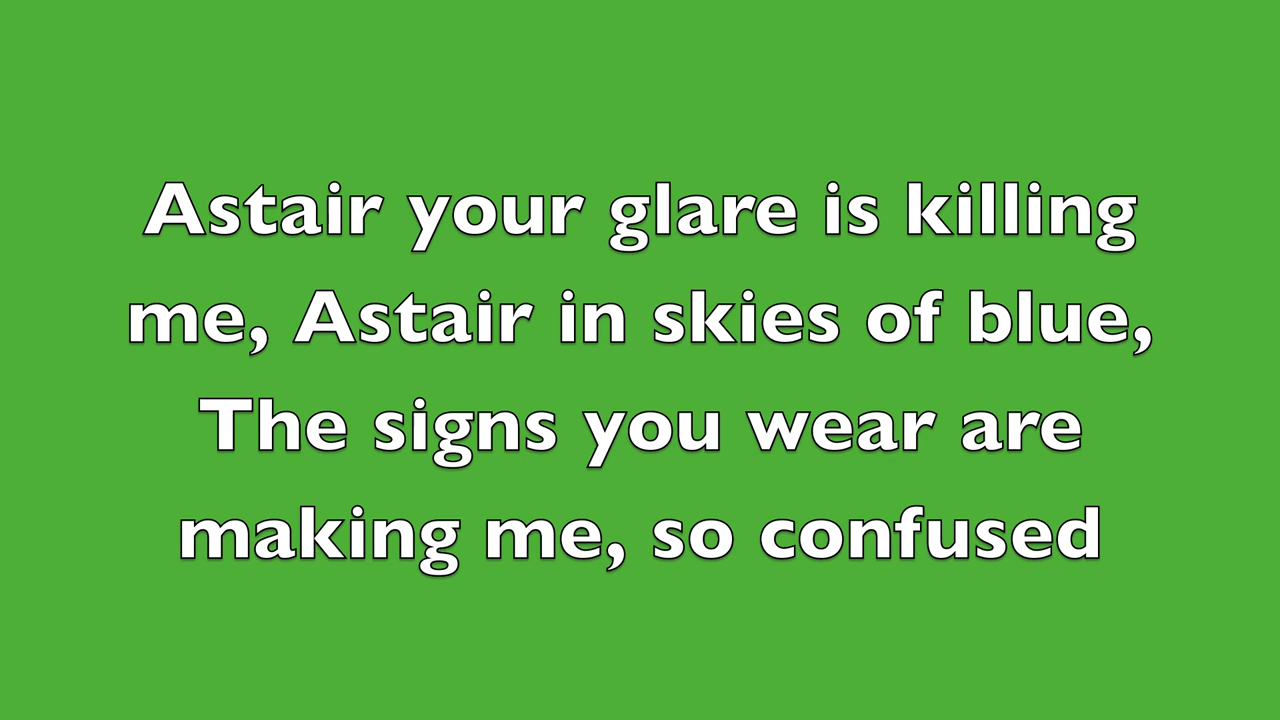 Astair your glare is killing
me, Astair in skies of blue,
The signs you wear are
making me, so confused